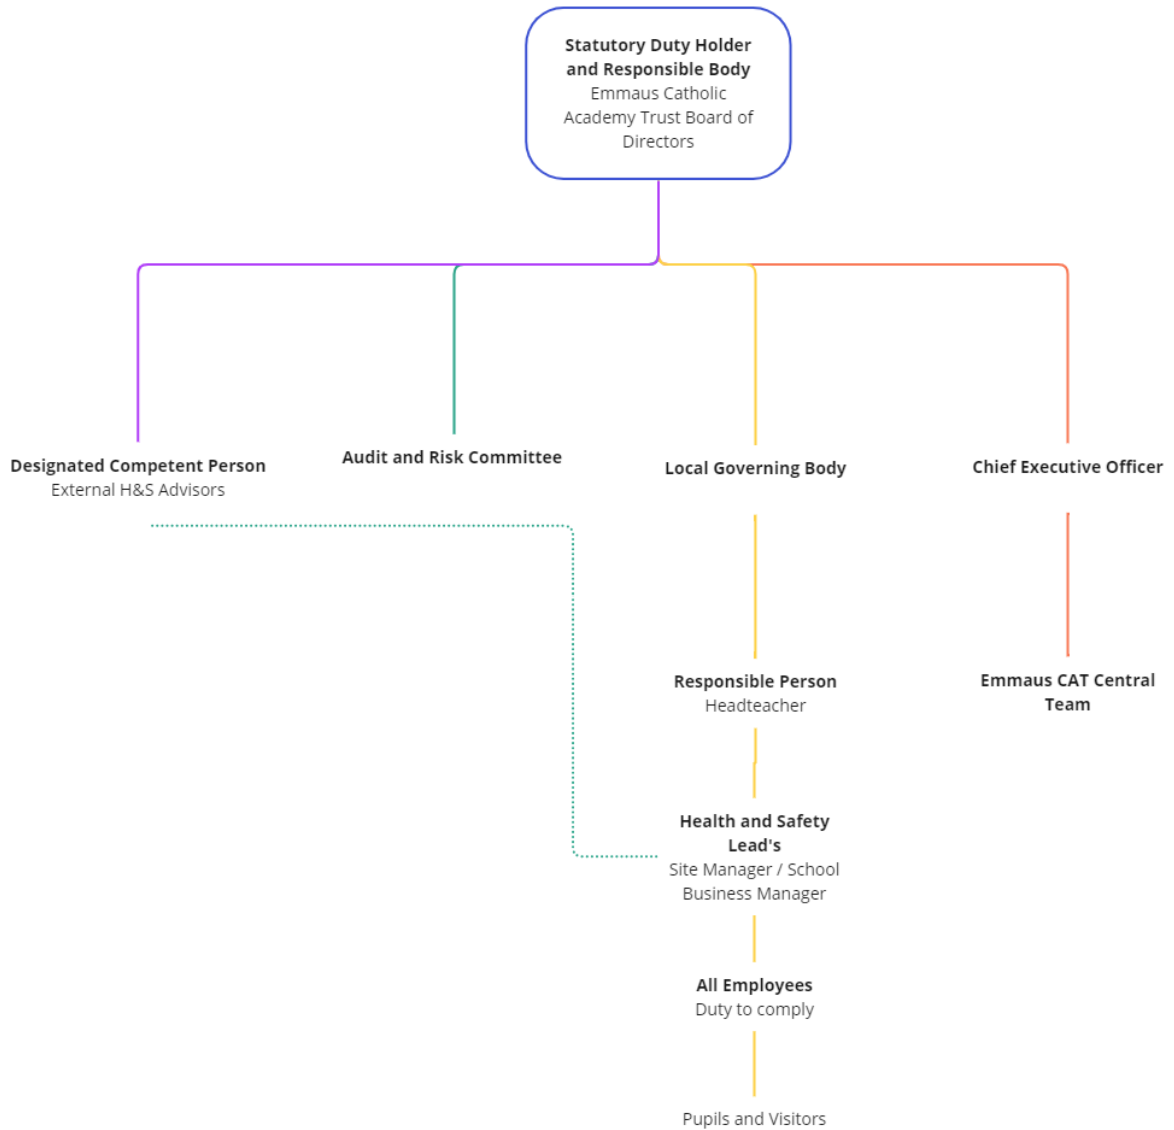 Statutory Duty Holder
and Responsible Body
Emmaus Catholic
Academy Trust Board of
Directors
Designated Competent Person
External H&S Advisors
Audit and Risk Committee
Local Governing Body
Chief Executive Officer
Responsible Person
Headteacher
Emmaus CAT Central
Team
Health and Safety
Lead's
Site Manager / School
Business Manager
All Employees
Duty to comply
Pupils and Visitors